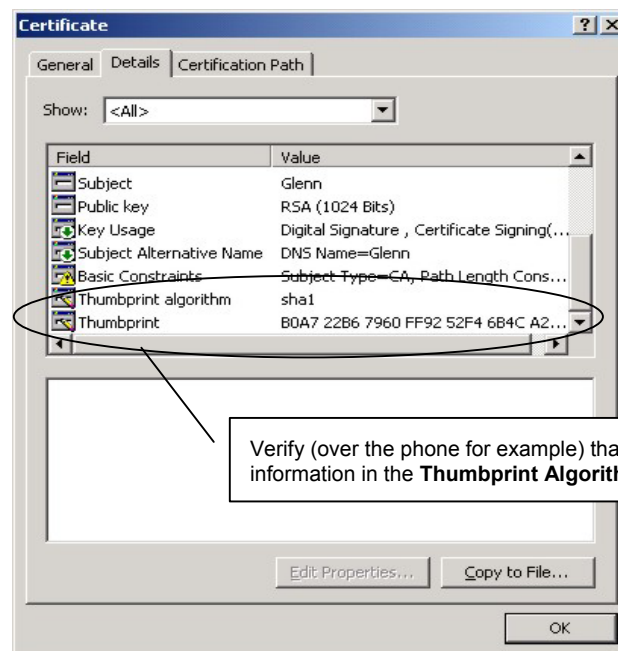 Certificate
General Details Certification Path
Show: <All>
Field Value
Subject Glenn
Public key RSA (1024 Bits)
Key Usage Digital Signature , Certificate Signing(...
Subject Alternative Name DNS Name=Glenn
Basic Constraints Subject Type=CA, Path Length Cons...
Thumbprint algorithm sha1
Thumbprint B0A7 22B6 7960 FF92 52F4 6B4C A2...
Verify (over the phone for example) tha
information in the Thumbprint Algorith
Edit Properties... Copy to File...
OK